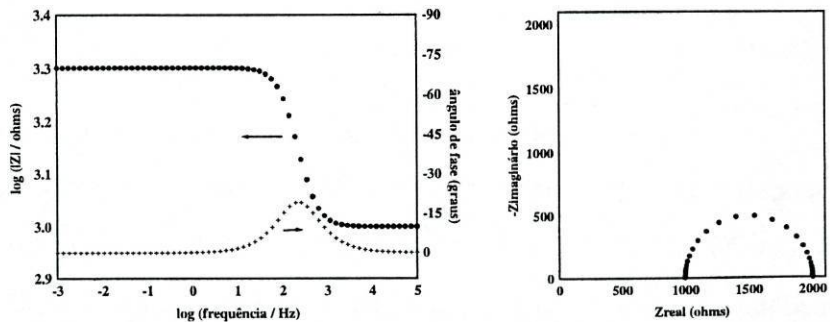 3.4
3.3
3.2
3.1
3.0
2.9
log (|Z| / ohms)
-3 -2 -1 0 1 2 3 4 5
log (frequência / Hz)
-90
-70
-60
-45
-30
-15
0
ângulo de fase (graus)
2000
1500
1000
500
0
-Zimaginário (ohms)
0 500 1000 1500 2000
Zreal (ohms)